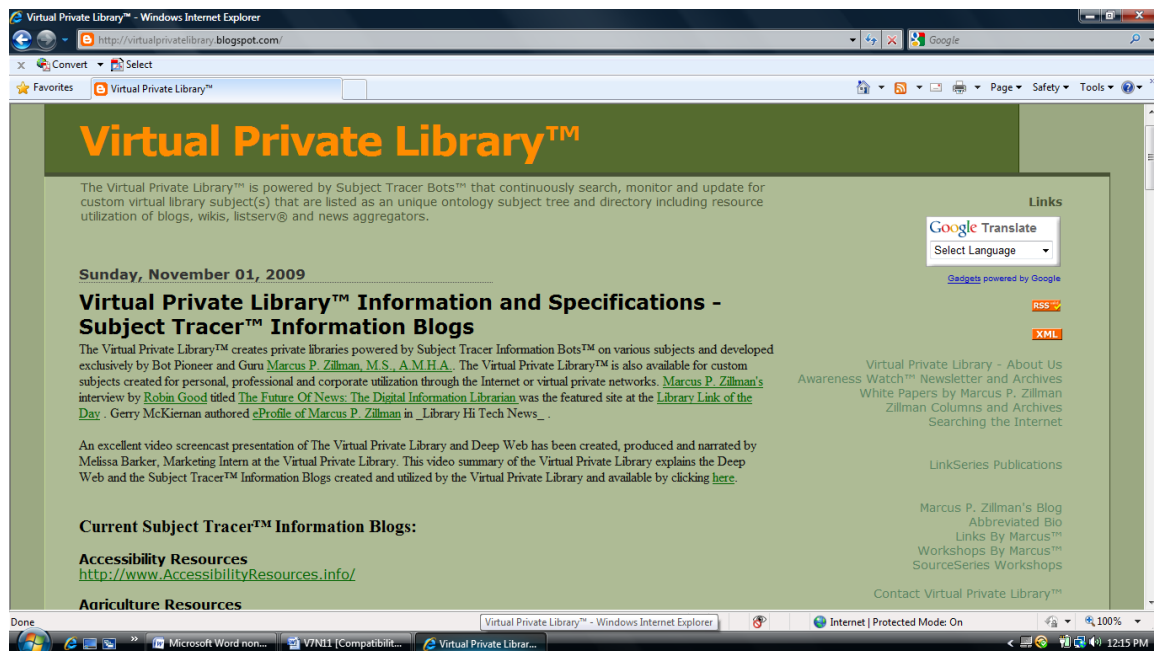 Virtual Private Library™ - Windows Internet Explorer
http://virtualprivatelibrary.blogspot.com/
Google
x Convert Select
Favorites Virtual Private Library™ Page Safety Tools
Virtual Private Library™
The Virtual Private Library™ is powered by Subject Tracer Bots™ that continuously search, monitor and update for
custom virtual library subject(s) that are listed as an unique ontology subject tree and directory including resource
utilization of blogs, wikis, listserv® and news aggregators.
Sunday, November 01, 2009
Virtual Private Library™ Information and Specifications -
Subject Tracer™ Information Blogs
The Virtual Private Library™ creates private libraries powered by Subject Tracer Information Bots™ on various subjects and developed
exclusively by Bot Pioneer and Guru Marcus P. Zillman, M.S., A.M.H.A.. The Virtual Private Library™ is also available for custom
subjects created for personal, professional and corporate utilization through the Internet or virtual private networks. Marcus P. Zillman's
interview by Robin Good titled The Future Of News: The Digital Information Librarian was the featured site at the Library Link of the
Day . Gerry McKiernan authored eProfile of Marcus P. Zillman in _Library Hi Tech News_ .
An excellent video screencast presentation of The Virtual Private Library and Deep Web has been created, produced and narrated by
Melissa Barker, Marketing Intern at the Virtual Private Library. This video summary of the Virtual Private Library explains the Deep
Web and the Subject Tracer™ Information Blogs created and utilized by the Virtual Private Library and available by clicking here.
Current Subject Tracer™ Information Blogs:
Accessibility Resources
http://www.AccessibilityResources.info/
Agriculture Resources
Links
Google Translate
Select Language
Gadgets powered by Google
RSS
XML
Virtual Private Library - About Us
Awareness Watch™ Newsletter and Archives
White Papers by Marcus P. Zillman
Zillman Columns and Archives
Searching the Internet
LinkSeries Publications
Marcus P. Zillman's Blog
Abbreviated Bio
Links By Marcus™
Workshops By Marcus™
SourceSeries Workshops
Contact Virtual Private Library™
Done Virtual Private Library™ - Windows Internet Explorer Internet | Protected Mode: On 100%
Microsoft Word non... V7NI1 [Compatibilit... Virtual Private Librar... 12:15 PM